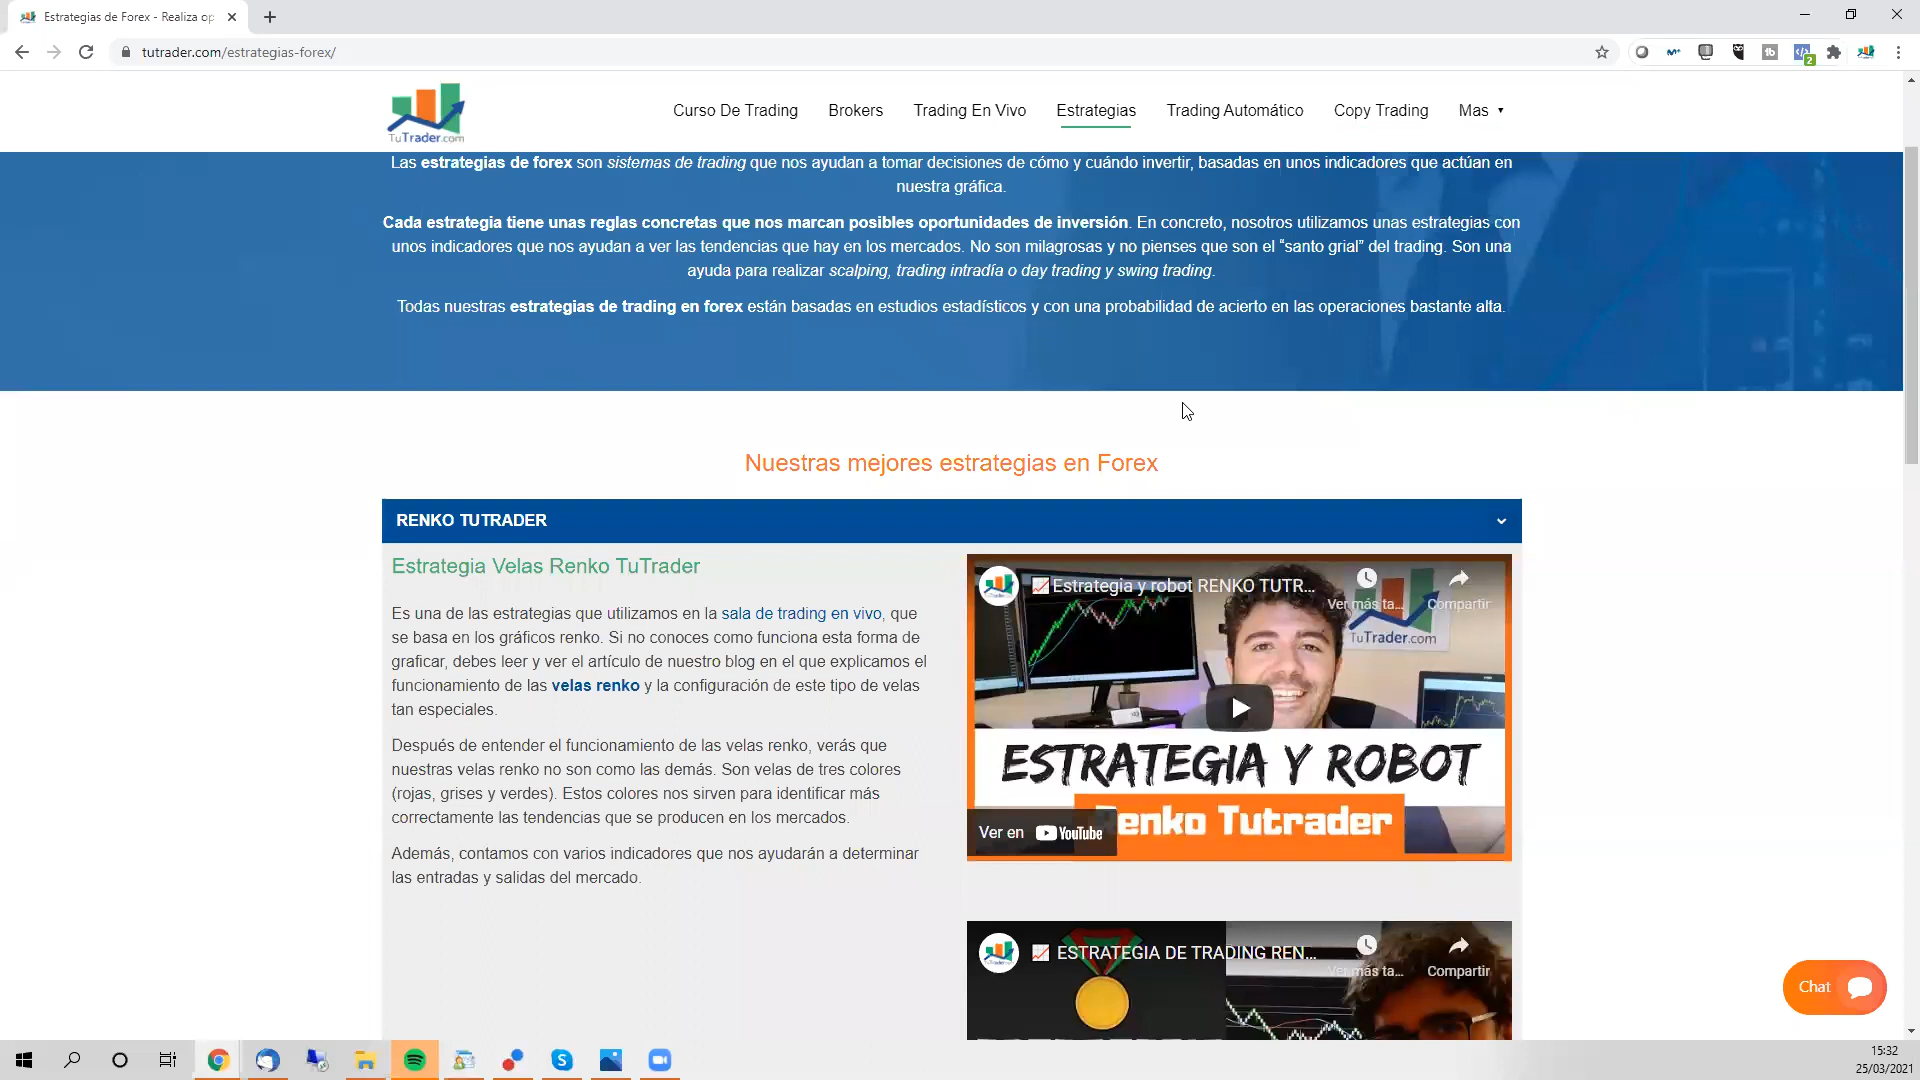 Estrategias de Forex - Realiza op
tutrader.com/estrategias-forex/
2
TuTrader.com
Curso De Trading
Brokers
Trading En Vivo
Estrategias
Trading Automático
Copy Trading
Mas
Las estrategias de forex son sistemas de trading que nos ayudan a tomar decisiones de cómo y cuándo invertir, basadas en unos indicadores que actúan en
nuestra gráfica.
Cada estrategia tiene unas reglas concretas que nos marcan posibles oportunidades de inversión. En concreto, nosotros utilizamos unas estrategias con
unos indicadores que nos ayudan a ver las tendencias que hay en los mercados. No son milagrosas y no pienses que son el “santo grial” del trading. Son una
ayuda para realizar scalping, trading intradía o day trading y swing trading.
Todas nuestras estrategias de trading en forex están basadas en estudios estadísticos y con una probabilidad de acierto en las operaciones bastante alta.
Nuestras mejores estrategias en Forex
RENKO TUTRADER
Estrategia Velas Renko TuTrader
Es una de las estrategias que utilizamos en la sala de trading en vivo, que
se basa en los gráficos renko. Si no conoces como funciona esta forma de
graficar, debes leer y ver el artículo de nuestro blog en el que explicamos el
funcionamiento de las velas renko y la configuración de este tipo de velas
tan especiales.
Después de entender el funcionamiento de las velas renko, verás que
nuestras velas renko no son como las demás. Son velas de tres colores
(rojas, grises y verdes). Estos colores nos sirven para identificar más
correctamente las tendencias que se producen en los mercados.
Además, contamos con varios indicadores que nos ayudarán a determinar
las entradas y salidas del mercado.
Estrategia y robot RENKO TUTR...
Ver más ta...
Compartir
TuTrader.com
ESTRATEGIA Y ROBOT
enko Tutrader
Ver en YouTube
ESTRATEGIA DE TRADING REN...
Ver más ta...
Compartir
Chat
15:32
25/03/2021